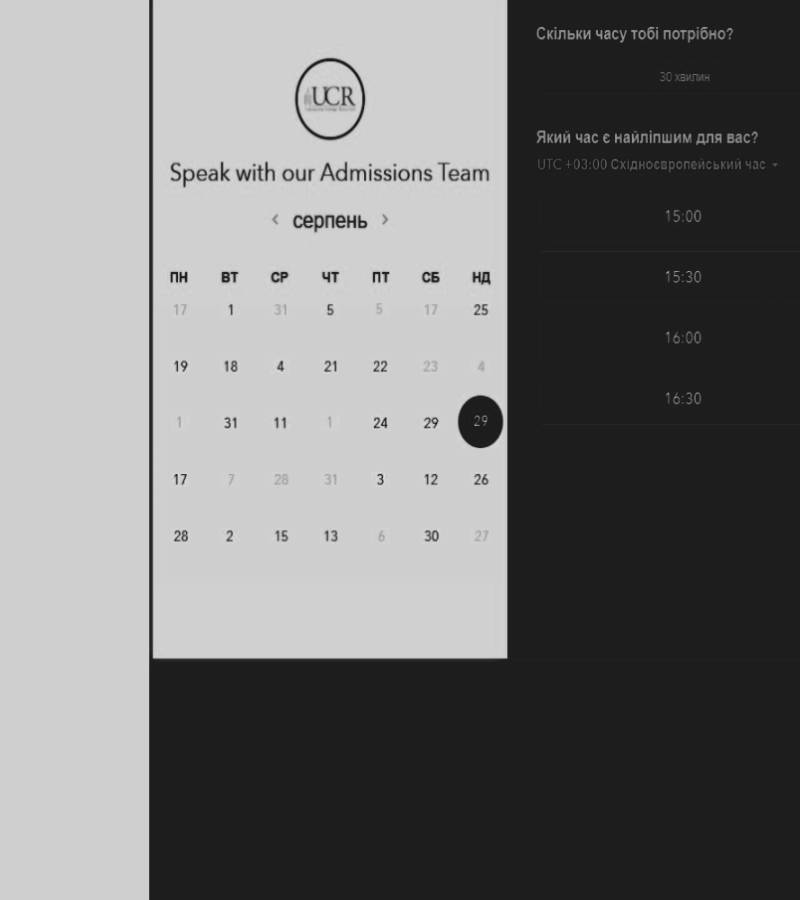 UCR
Speak with our Admissions Team
‹ серпень ›
ПН ВТ СР ЧТ ПТ СБ НД
17 1 31 5 5 17 25
19 18 4 21 22 23 4
1 31 11 1 24 29 29
17 7 28 31 3 12 26
28 2 15 13 6 30 27
Скільки часу тобі потрібно?
30 хвилин
Який час є найліпшим для вас?
UTC +03:00 Східноєвропейський час
15:00
15:30
16:00
16:30